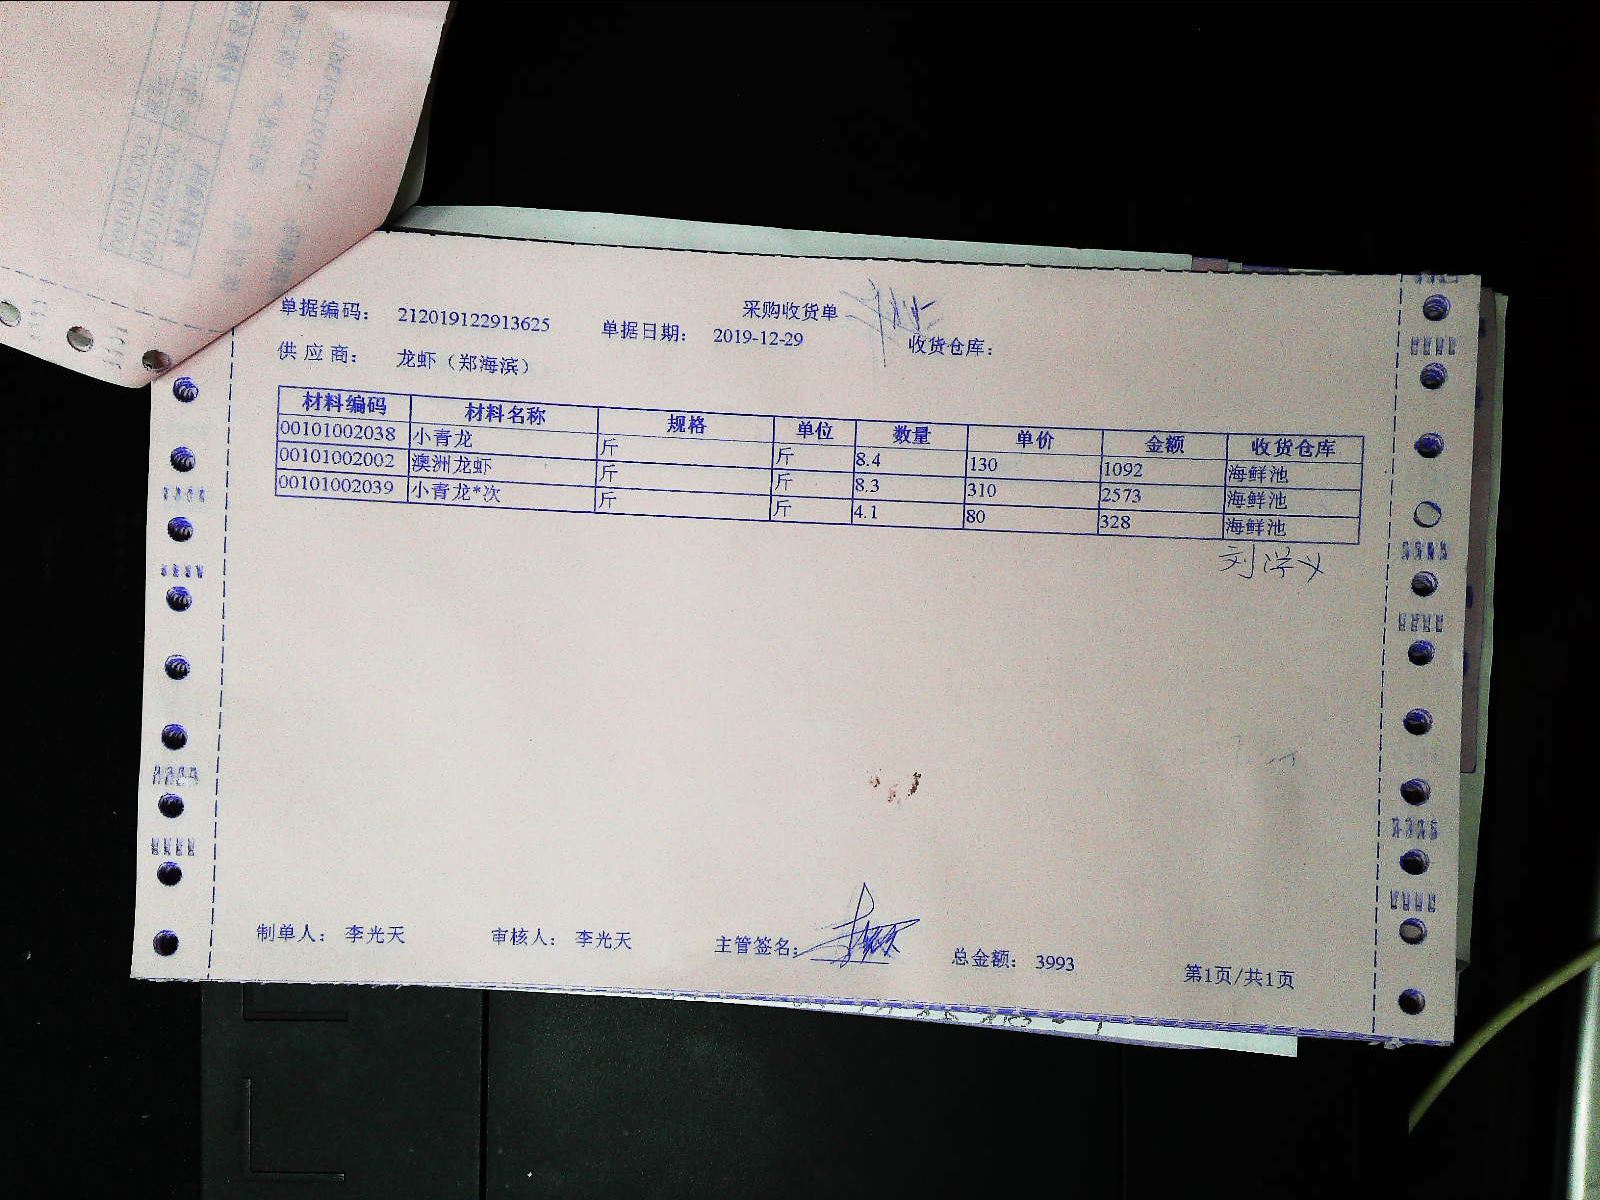 采购收货单
单据编码： 212019122913625 单据日期： 2019-12-29 收货仓库：
供应商： 龙虾（郑海滨）
材料编码 材料名称 规格 单位 数量 单价 金额 收货仓库
00101002038 小青龙 斤 斤 8.4 130 1092 海鲜池
00101002002 澳洲龙虾 斤 斤 8.3 310 2573 海鲜池
00101002039 小青龙*次 斤 斤 4.1 80 328 海鲜池
刘学义
制单人： 李光天 审核人： 李光天 主管签名： 总金额： 3993 第1页/共1页